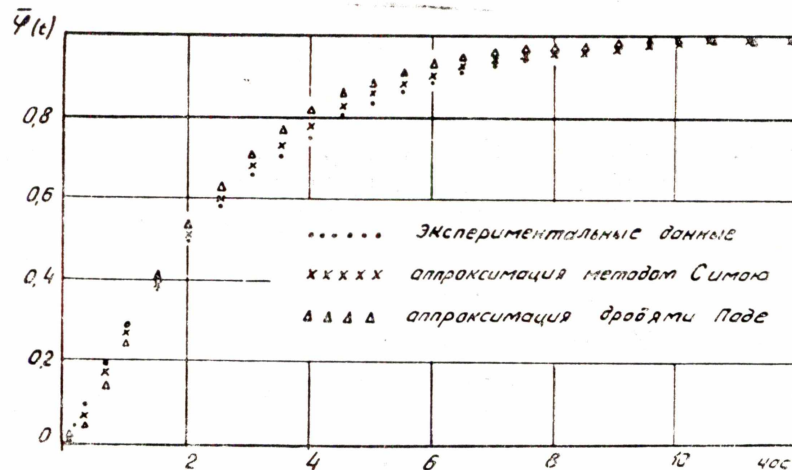 φ̄(t)
0,8
0,6
0,4
0,2
0
экспериментальные данные
аппроксимация методом Симою
аппроксимация дробями Паде
2 4 6 8 10 час